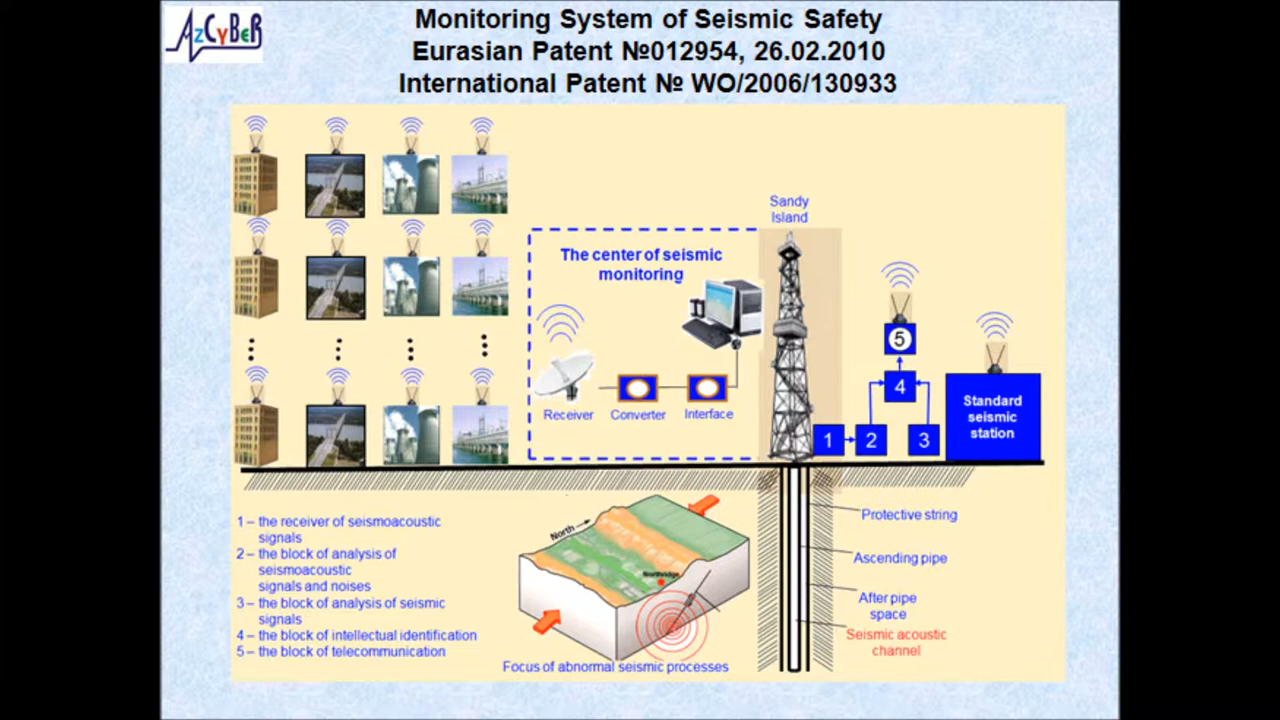 AzCyBeR
Monitoring System of Seismic Safety
Eurasian Patent №012954, 26.02.2010
International Patent № WO/2006/130933
Sandy
Island
The center of seismic
monitoring
Receiver
Converter
Interface
5
4
1
2
3
Standard
seismic
station
1 – the receiver of seismoacoustic
signals
2 – the block of analysis of
seismoacoustic
signals and noises
3 – the block of analysis of seismic
signals
4 – the block of intellectual identification
5 – the block of telecommunication
North
Northridge
Focus of abnormal seismic processes
Protective string
Ascending pipe
After pipe
space
Seismic acoustic
channel